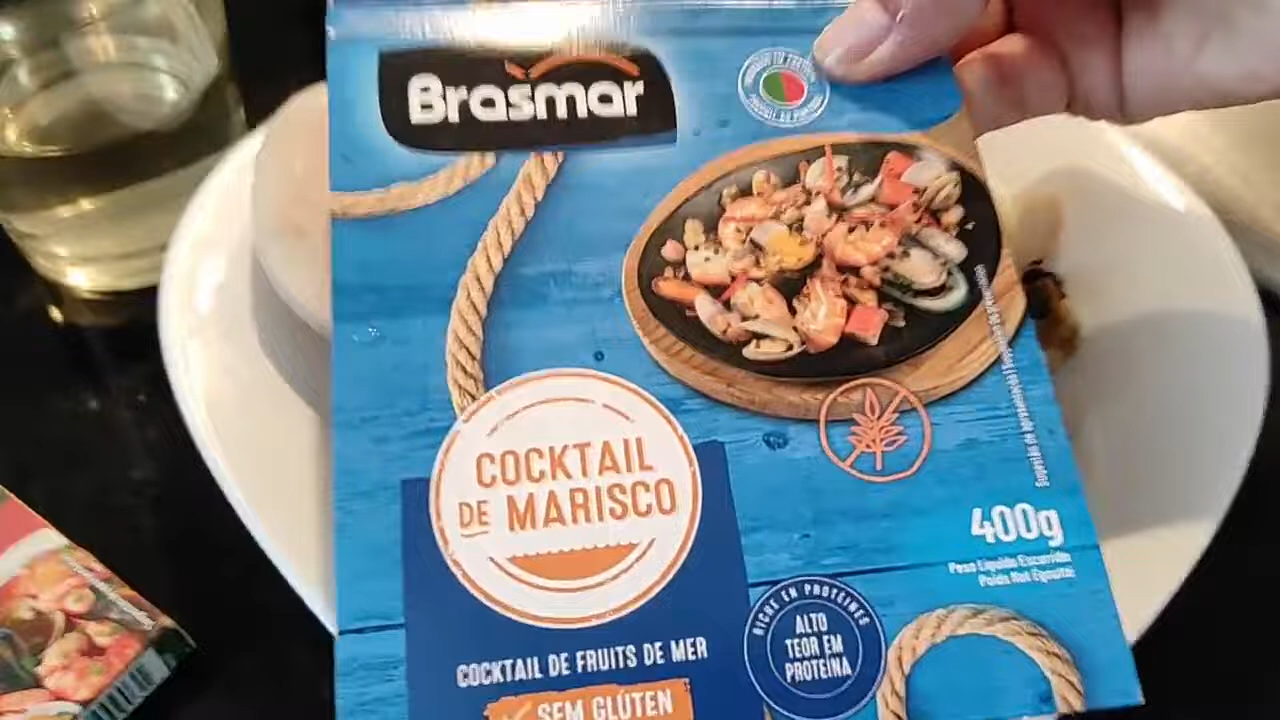 Brasmar
COCKTAIL
DE MARISCO
400g
Peso Líquido Escorrido
Poids Net Égoutté
RICHE EN PROTÉINES
ALTO
TEOR EM
PROTEÍNA
COCKTAIL DE FRUITS DE MER
SEM GLÚTEN